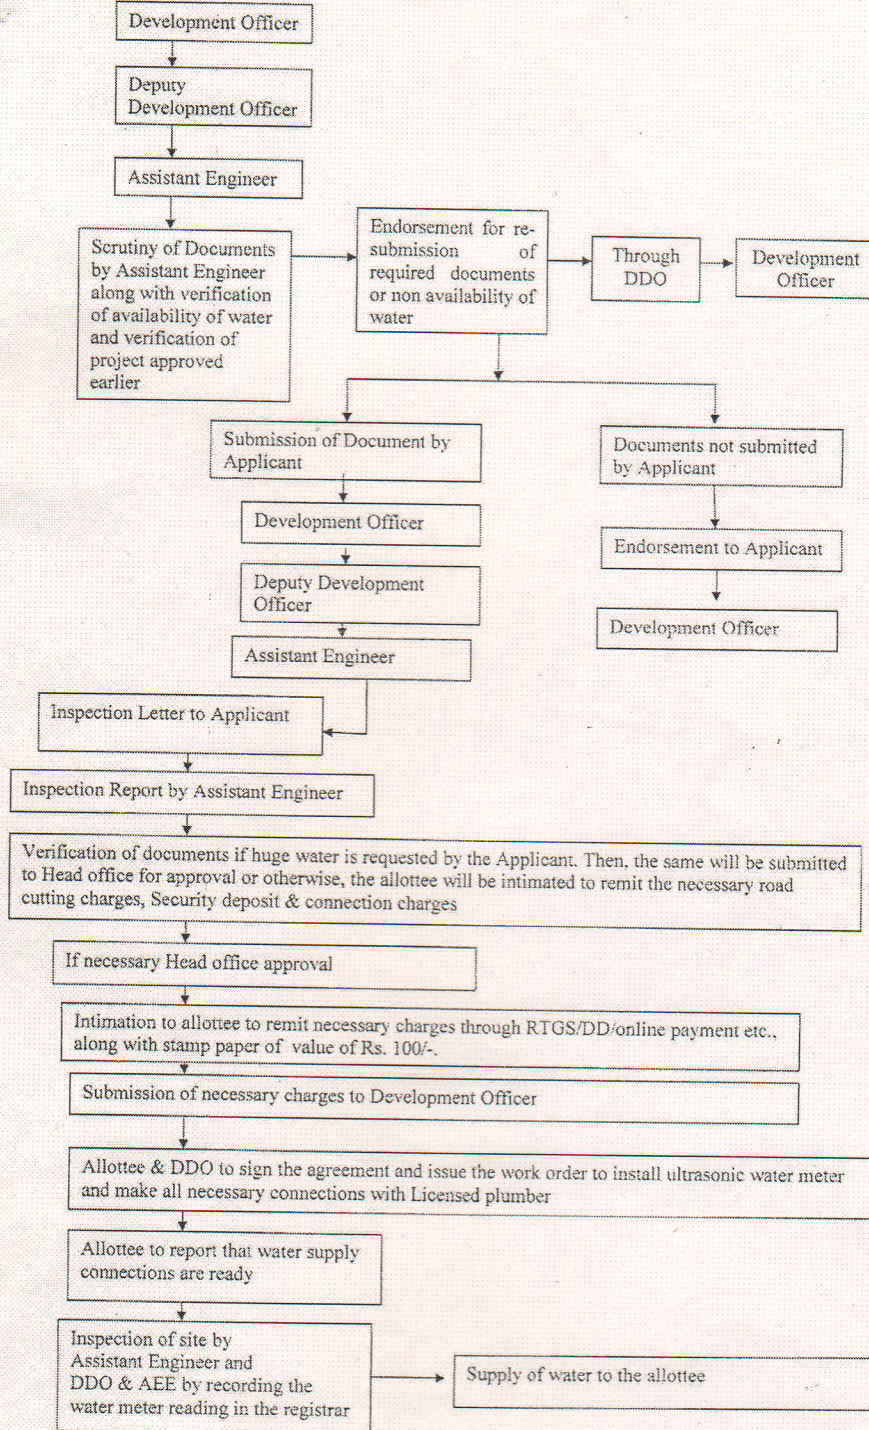 Development Officer
Deputy
Development Officer
Assistant Engineer
Scrutiny of Documents
by Assistant Engineer
along with verification
of availability of water
and verification of
project approved
earlier
Endorsement for re-
submission of
required documents
or non availability of
water
Through
DDO
Development
Officer
Submission of Document by
Applicant
Documents not submitted
by Applicant
Development Officer
Endorsement to Applicant
Deputy Development
Officer
Development Officer
Assistant Engineer
Inspection Letter to Applicant
Inspection Report by Assistant Engineer
Verification of documents if huge water is requested by the Applicant. Then, the same will be submitted
to Head office for approval or otherwise, the allottee will be intimated to remit the necessary road
cutting charges, Security deposit & connection charges
If necessary Head office approval
Intimation to allottee to remit necessary charges through RTGS/DD/online payment etc.,
along with stamp paper of value of Rs. 100/-.
Submission of necessary charges to Development Officer
Allottee & DDO to sign the agreement and issue the work order to install ultrasonic water meter
and make all necessary connections with Licensed plumber
Allottee to report that water supply
connections are ready
Inspection of site by
Assistant Engineer and
DDO & AEE by recording the
water meter reading in the registrar
Supply of water to the allottee